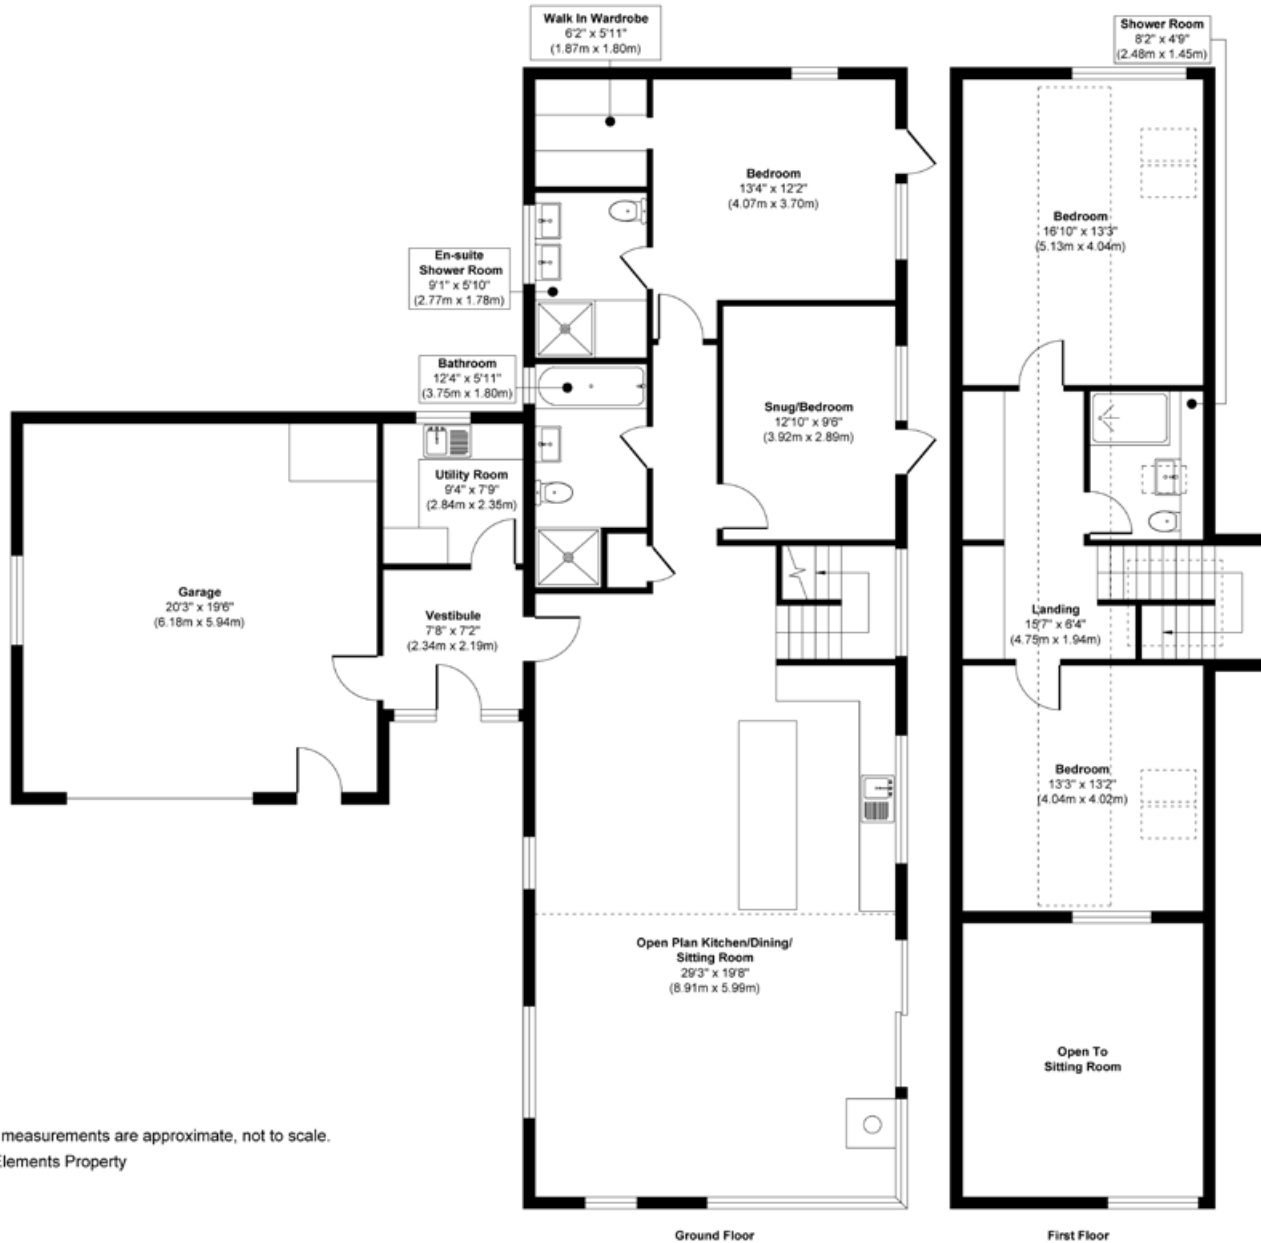 Walk In Wardrobe
6'2" x 5'11"
(1.87m x 1.80m)
Shower Room
8'2" x 4'9"
(2.48m x 1.45m)
Bedroom
13'4" x 12'2"
(4.07m x 3.70m)
Bedroom
16'10" x 13'3"
(5.13m x 4.04m)
En-suite
Shower Room
9'1" x 5'10"
(2.77m x 1.78m)
Bathroom
12'4" x 5'11"
(3.75m x 1.80m)
Snug/Bedroom
12'10" x 9'6"
(3.92m x 2.89m)
Utility Room
9'4" x 7'9"
(2.84m x 2.35m)
Garage
20'3" x 19'6"
(6.18m x 5.94m)
Vestibule
7'8" x 7'2"
(2.34m x 2.19m)
Landing
15'7" x 6'4"
(4.75m x 1.94m)
Bedroom
13'3" x 13'2"
(4.04m x 4.02m)
Open Plan Kitchen/Dining/
Sitting Room
29'3" x 19'8"
(8.91m x 5.99m)
Open To
Sitting Room
measurements are approximate, not to scale.
Elements Property
Ground Floor
First Floor